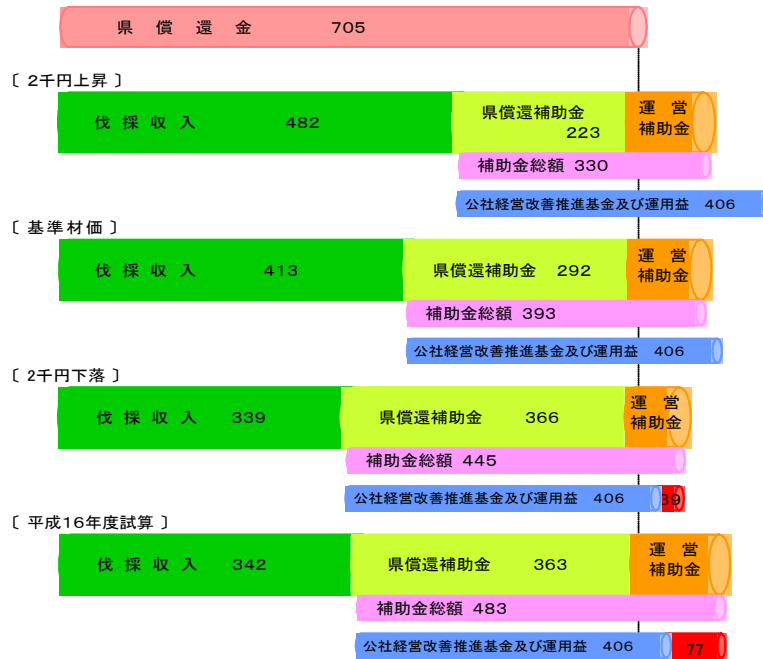 県　償　還　金　705
〔 2千円上昇 〕
伐 採 収 入　482
県償還補助金
223
運　営
補助金
補助金総額 330
公社経営改善推進基金及び運用益　406
〔 基準材価 〕
伐 採 収 入　413
県償還補助金　292
運　営
補助金
補助金総額 393
公社経営改善推進基金及び運用益　406
〔 2千円下落 〕
伐 採 収 入　339
県償還補助金　366
運　営
補助金
補助金総額 445
公社経営改善推進基金及び運用益　406
39
〔 平成16年度試算 〕
伐 採 収 入　342
県償還補助金　363
運　営
補助金
補助金総額 483
公社経営改善推進基金及び運用益　406
77